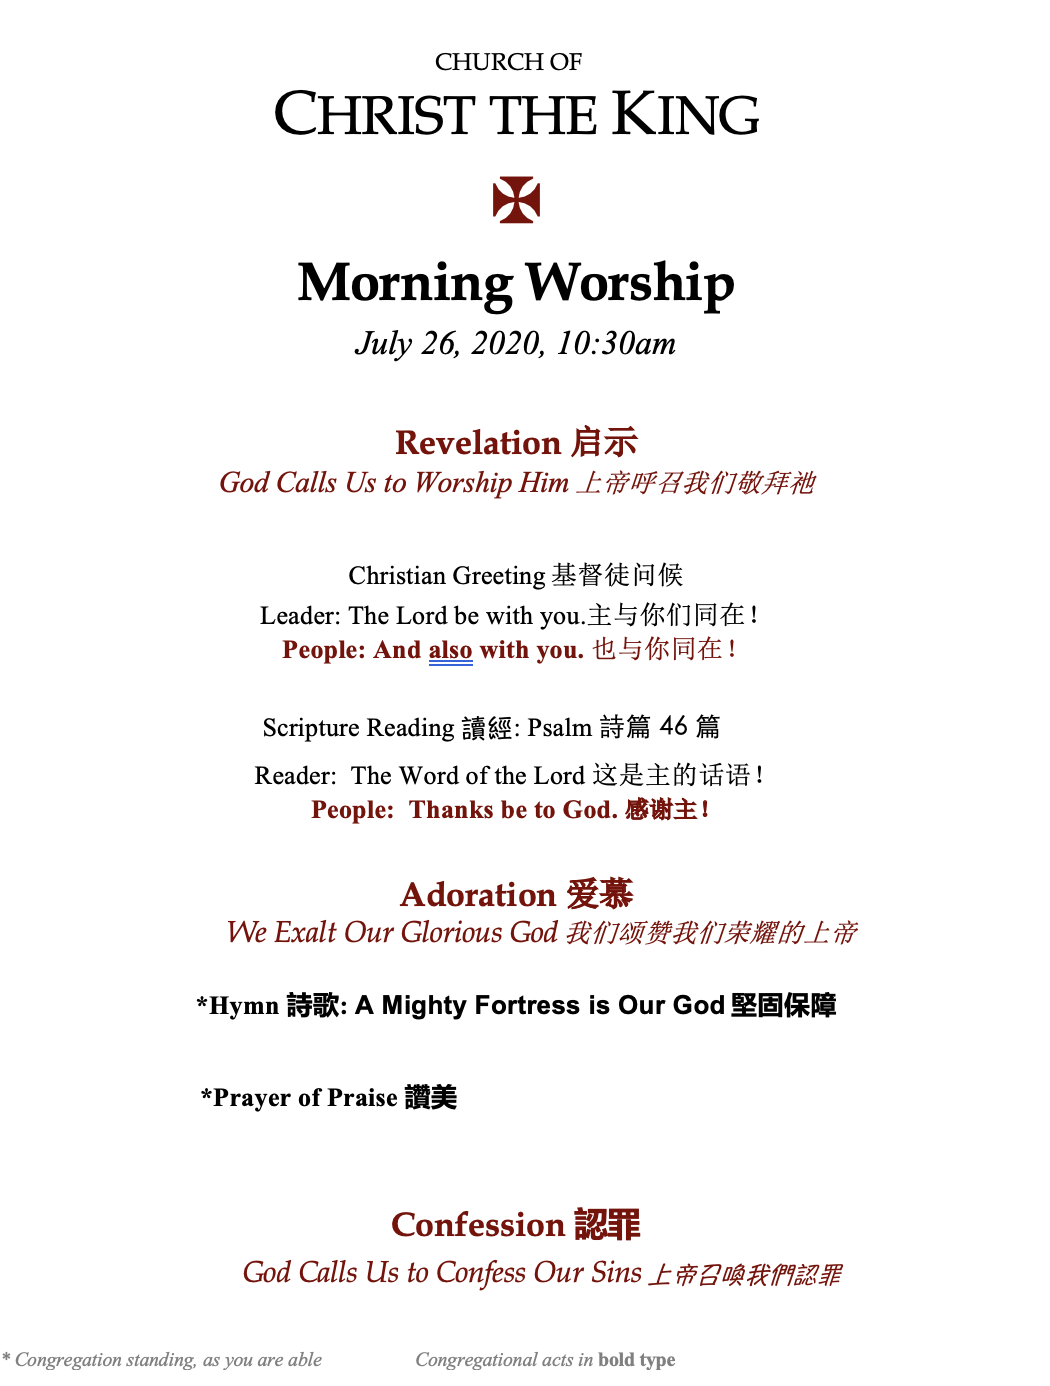 CHURCH OF
CHRIST THE KING
✠
Morning Worship
July 26, 2020, 10:30am
Revelation 启示
God Calls Us to Worship Him 上帝呼召我们敬拜祂
Christian Greeting 基督徒问候
Leader: The Lord be with you.主与你们同在！
People: And also with you. 也与你同在！
Scripture Reading 讀經: Psalm 詩篇 46 篇
Reader:  The Word of the Lord 这是主的话语！
People:  Thanks be to God. 感谢主！
Adoration 爱慕
We Exalt Our Glorious God 我们颂赞我们荣耀的上帝
*Hymn 詩歌: A Mighty Fortress is Our God 堅固保障
*Prayer of Praise 讚美
Confession 認罪
God Calls Us to Confess Our Sins 上帝召喚我們認罪
* Congregation standing, as you are able    Congregational acts in bold type